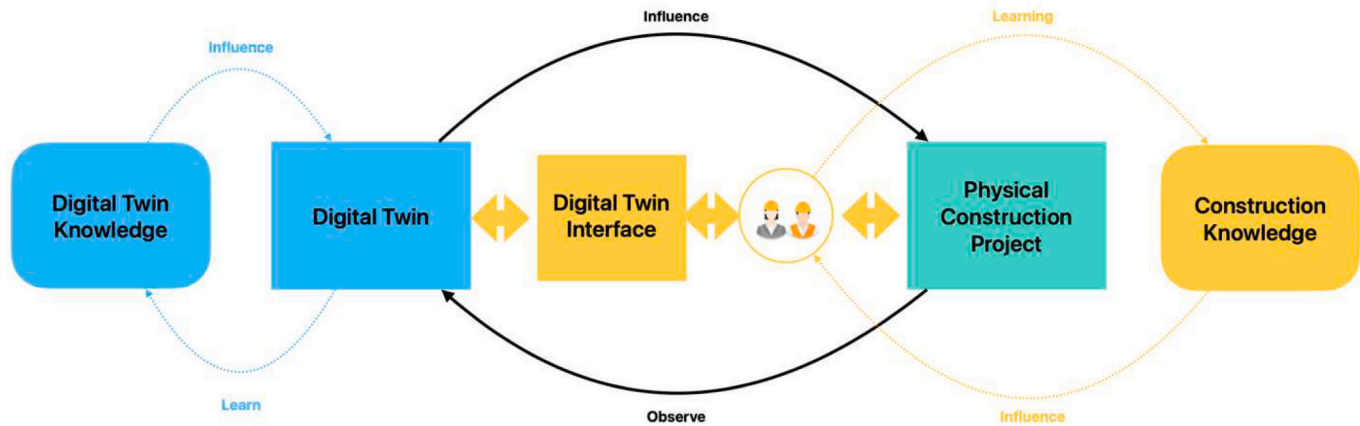 Influence
Learning
Influence
Digital Twin
Knowledge
Digital Twin
Digital Twin
Interface
Physical
Construction
Project
Construction
Knowledge
Learn
Observe
Influence